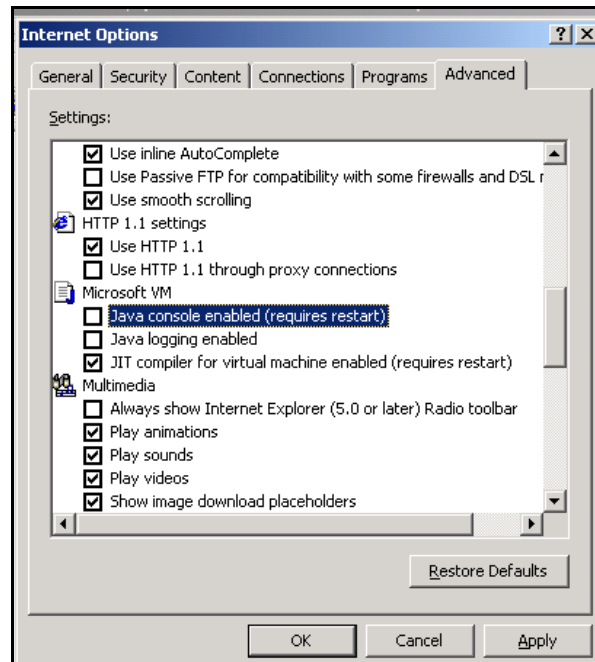 Internet Options
General Security Content Connections Programs Advanced
Settings:
Use inline AutoComplete
Use Passive FTP for compatibility with some firewalls and DSL
Use smooth scrolling
HTTP 1.1 settings
Use HTTP 1.1
Use HTTP 1.1 through proxy connections
Microsoft VM
Java console enabled (requires restart)
Java logging enabled
JIT compiler for virtual machine enabled (requires restart)
Multimedia
Always show Internet Explorer (5.0 or later) Radio toolbar
Play animations
Play sounds
Play videos
Show image download placeholders
Restore Defaults
OK Cancel Apply